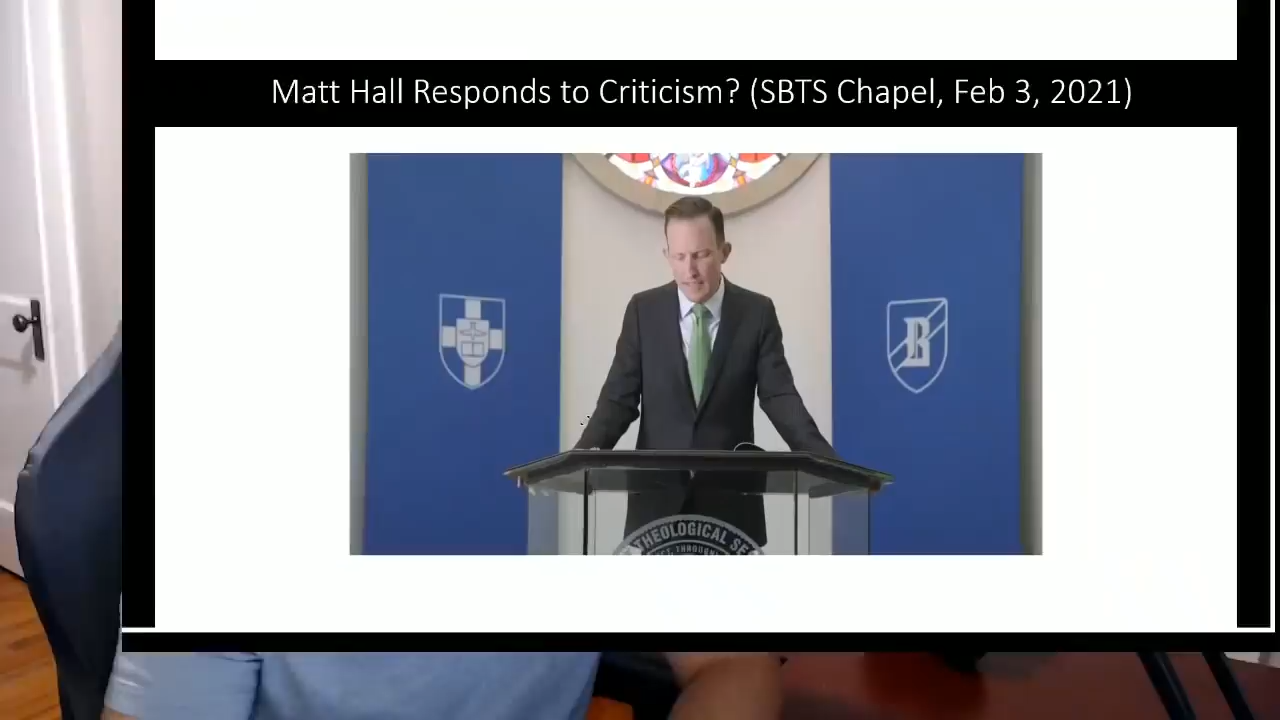 Matt Hall Responds to Criticism? (SBTS Chapel, Feb 3, 2021)
B
THEOLOGICAL SE